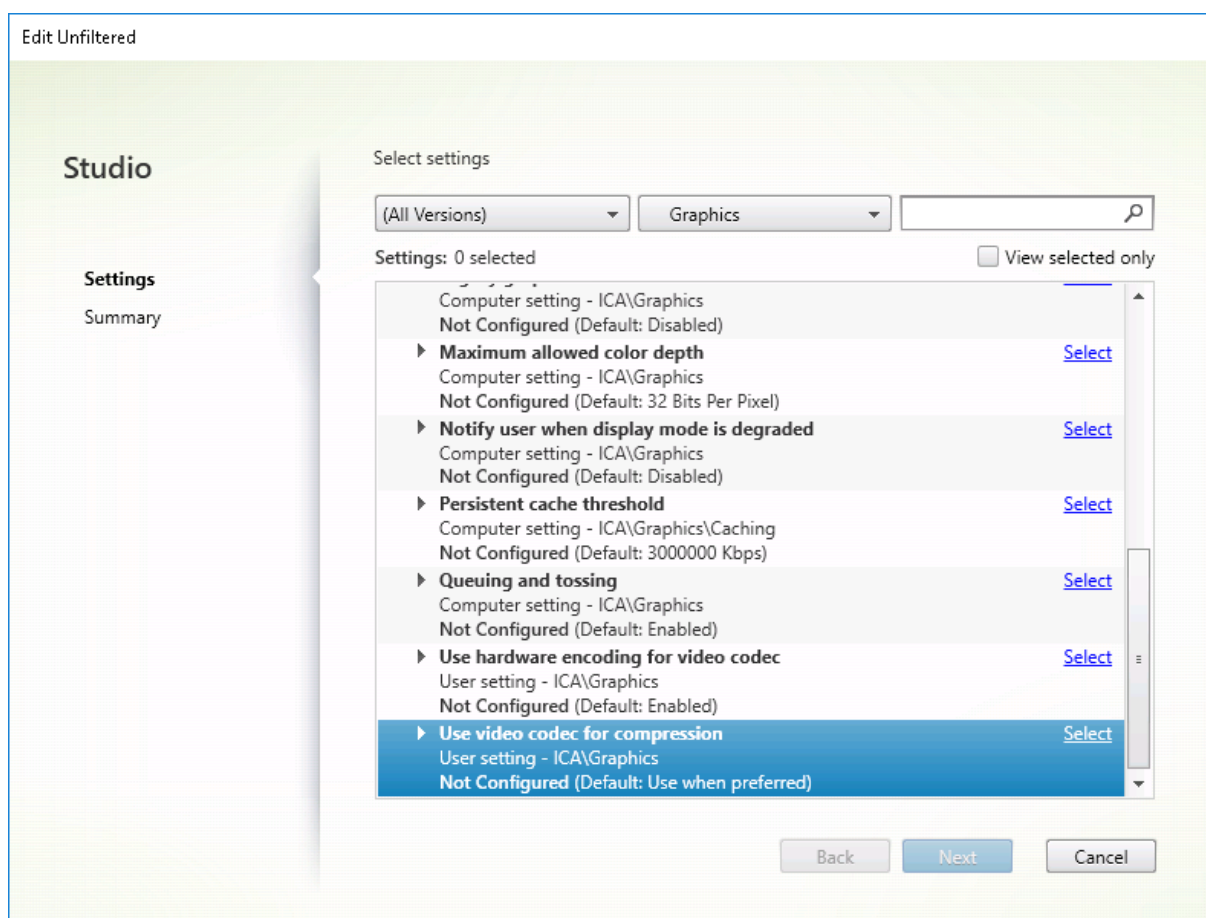 Edit Unfiltered
Studio
Settings
Summary
Select settings
(All Versions)
Graphics
Settings: 0 selected
View selected only
Computer setting - ICA\Graphics
Not Configured (Default: Disabled)
Maximum allowed color depth Select
Computer setting - ICA\Graphics
Not Configured (Default: 32 Bits Per Pixel)
Notify user when display mode is degraded Select
Computer setting - ICA\Graphics
Not Configured (Default: Disabled)
Persistent cache threshold Select
Computer setting - ICA\Graphics\Caching
Not Configured (Default: 3000000 Kbps)
Queuing and tossing Select
Computer setting - ICA\Graphics
Not Configured (Default: Enabled)
Use hardware encoding for video codec Select
User setting - ICA\Graphics
Not Configured (Default: Enabled)
Use video codec for compression Select
User setting - ICA\Graphics
Not Configured (Default: Use when preferred)
Back Next Cancel